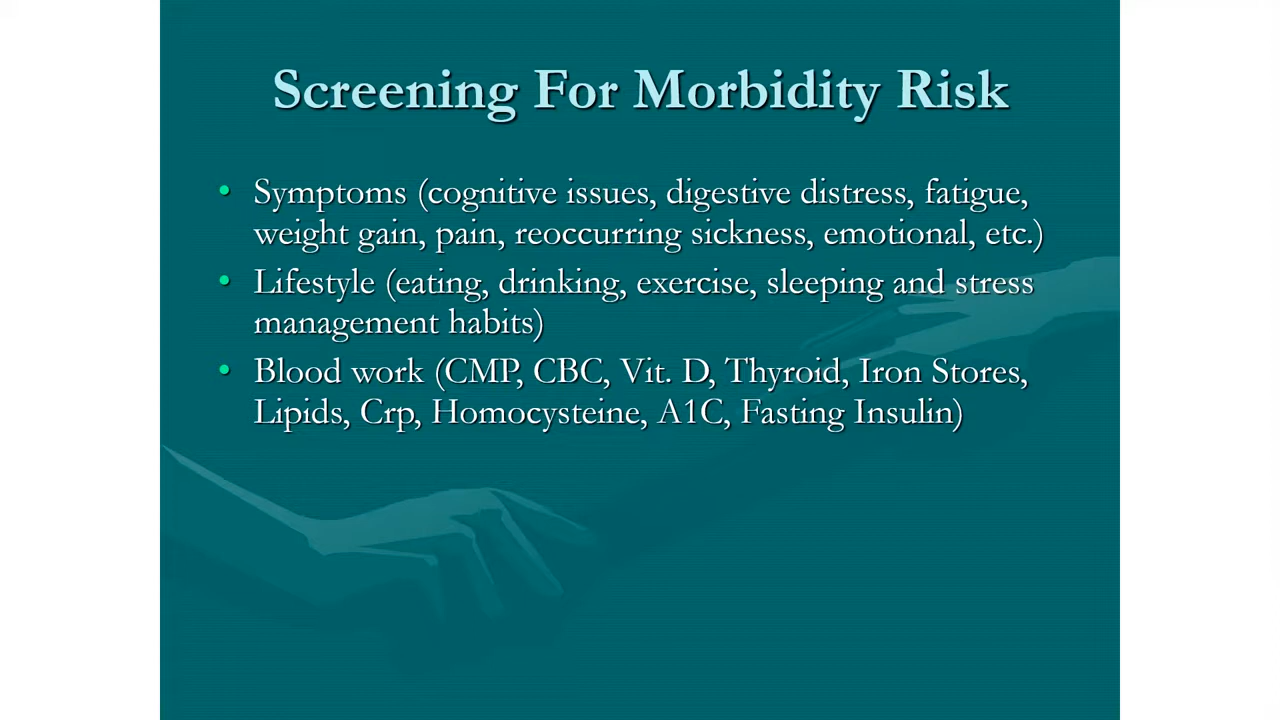 Screening For Morbidity Risk
• Symptoms (cognitive issues, digestive distress, fatigue,
weight gain, pain, reoccurring sickness, emotional, etc.)
• Lifestyle (eating, drinking, exercise, sleeping and stress
management habits)
• Blood work (CMP, CBC, Vit. D, Thyroid, Iron Stores,
Lipids, Crp, Homocysteine, A1C, Fasting Insulin)